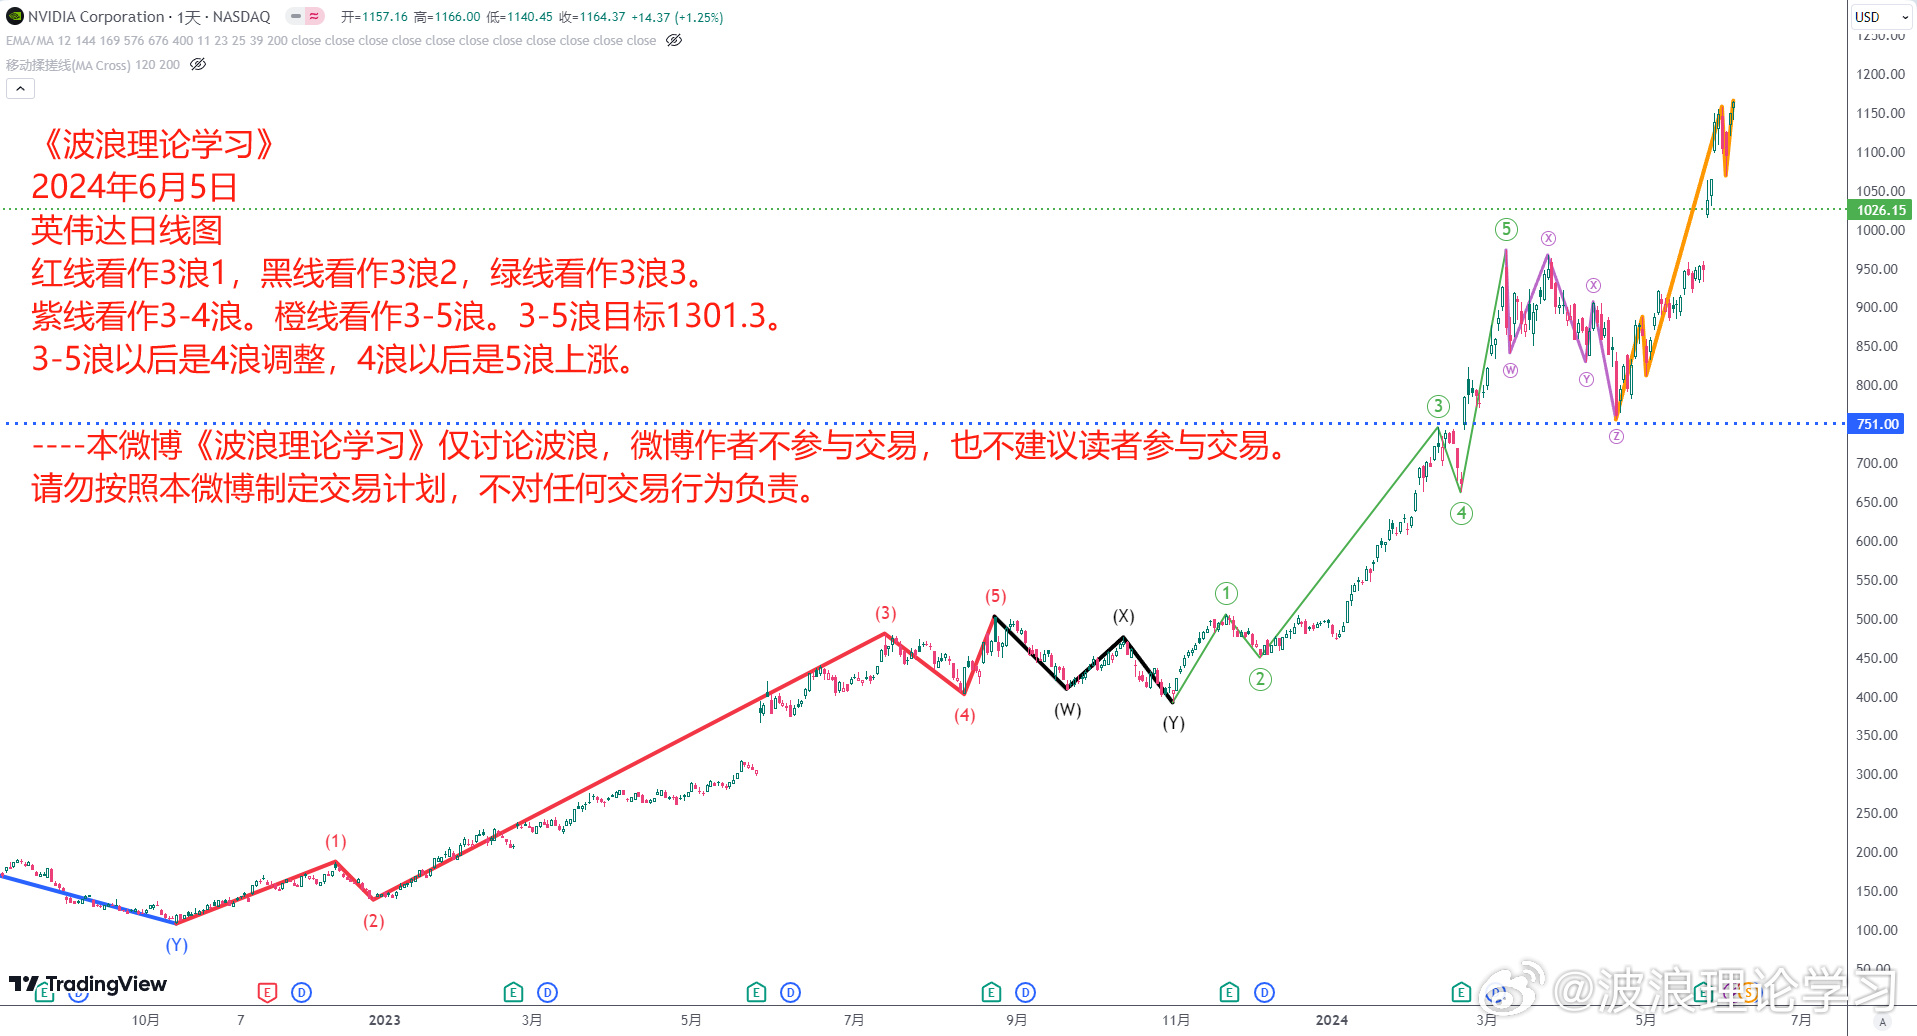 NVIDIA Corporation · 1天 · NASDAQ 开=1157.16 高=1166.00 低=1140.45 收=1164.37 +14.37 (+1.25%)
EMA/MA 12 144 169 576 676 400 11 23 25 39 200 close close close close close close close close close close close
移动揉搓线(MA Cross) 120 200
USD
1250.00
1200.00
1150.00
1100.00
1050.00
1026.15
1000.00
950.00
900.00
850.00
800.00
751.00
700.00
650.00
600.00
550.00
500.00
450.00
400.00
350.00
300.00
250.00
200.00
150.00
100.00
50.00
《波浪理论学习》
2024年6月5日
英伟达日线图
红线看作3浪1，黑线看作3浪2，绿线看作3浪3。
紫线看作3-4浪。橙线看作3-5浪。3-5浪目标1301.3。
3-5浪以后是4浪调整，4浪以后是5浪上涨。
----本微博《波浪理论学习》仅讨论波浪，微博作者不参与交易，也不建议读者参与交易。
请勿按照本微博制定交易计划，不对任何交易行为负责。
(Y)
(1)
(2)
(3)
(4)
(5)
(W)
(X)
(Y)
①
②
③
④
⑤
Ⓦ
Ⓧ
Ⓨ
Ⓧ
Ⓩ
TradingView
E D E D E D E D E D E D E D E S
10月 7 2023 3月 5月 7月 9月 11月 2024 3月 5月 7月
A
@波浪理论学习